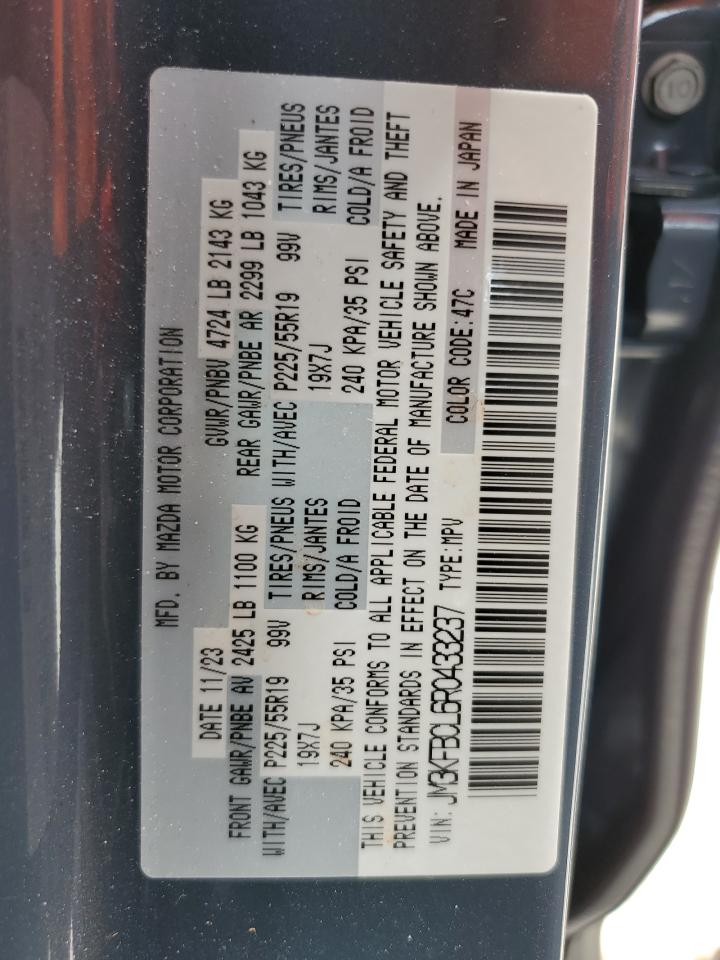 MFD. BY MAZDA MOTOR CORPORATION
DATE 11/23 GVWR/PNBV 4724 LB 2143 KG
FRONT GAWR/PNBE AV 2425 LB 1100 KG REAR GAWR/PNBE AR 2299 LB 1043 KG
WITH/AVEC P225/55R19 99V TIRES/PNEUS WITH/AVEC P225/55R19 99V TIRES/PNEUS
19X7J RIMS/JANTES 19X7J RIMS/JANTES
240 KPA/35 PSI COLD/A FROID 240 KPA/35 PSI COLD/A FROID
THIS VEHICLE CONFORMS TO ALL APPLICABLE FEDERAL MOTOR VEHICLE SAFETY AND THEFT
PREVENTION STANDARDS IN EFFECT ON THE DATE OF MANUFACTURE SHOWN ABOVE.
VIN: JM3KFBCL6R0433237 TYPE:MPV COLOR CODE:47C MADE IN JAPAN
10